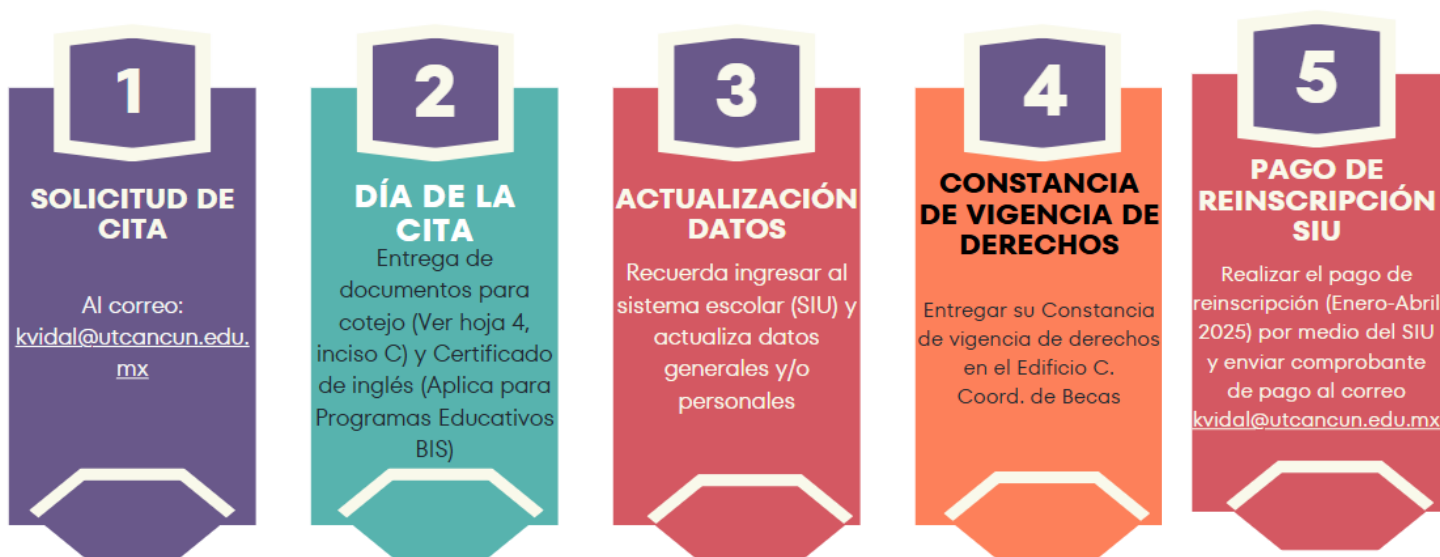 1
SOLICITUD DE
CITA
Al correo:
kvidal@utcancun.edu.
mx
2
DÍA DE LA
CITA
Entrega de
documentos para
cotejo (Ver hoja 4,
inciso C) y Certificado
de inglés (Aplica para
Programas Educativos
BIS)
3
ACTUALIZACIÓN
DATOS
Recuerda ingresar al
sistema escolar (SIU) y
actualiza datos
generales y/o
personales
4
CONSTANCIA
DE VIGENCIA DE
DERECHOS
Entregar su Constancia
de vigencia de derechos
en el Edificio C.
Coord. de Becas
5
PAGO DE
REINSCRIPCIÓN
SIU
Realizar el pago de
reinscripción (Enero-Abril
2025) por medio del SIU
y enviar comprobante
de pago al correo
kvidal@utcancun.edu.mx